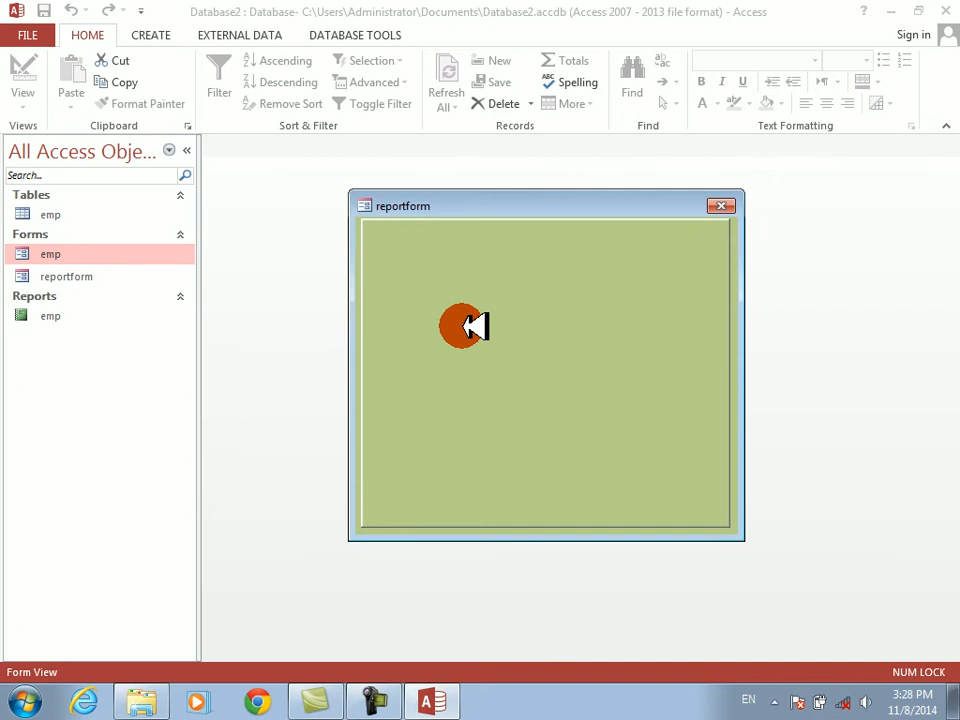 Database2 : Database- C:\Users\Administrator\Documents\Database2.accdb (Access 2007 - 2013 file format) - Access
FILE HOME CREATE EXTERNAL DATA DATABASE TOOLS Sign in
View
Views
Paste
Cut
Copy
Format Painter
Clipboard
Filter
Ascending
Descending
Remove Sort
Selection
Advanced
Toggle Filter
Sort & Filter
Refresh
All
New
Save
Delete
Totals
Spelling
More
Records
Find
Find
Text Formatting
All Access Obje...
Search...
Tables
emp
Forms
emp
reportform
Reports
emp
reportform
Form View NUM LOCK
EN
3:28 PM
11/8/2014